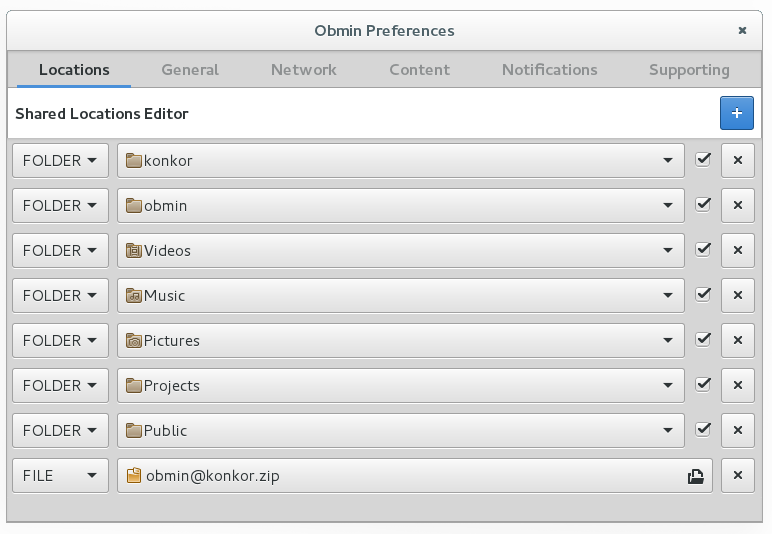 Obmin Preferences
Locations General Network Content Notifications Supporting
Shared Locations Editor
FOLDER konkor
FOLDER obmin
FOLDER Videos
FOLDER Music
FOLDER Pictures
FOLDER Projects
FOLDER Public
FILE obmin@konkor.zip